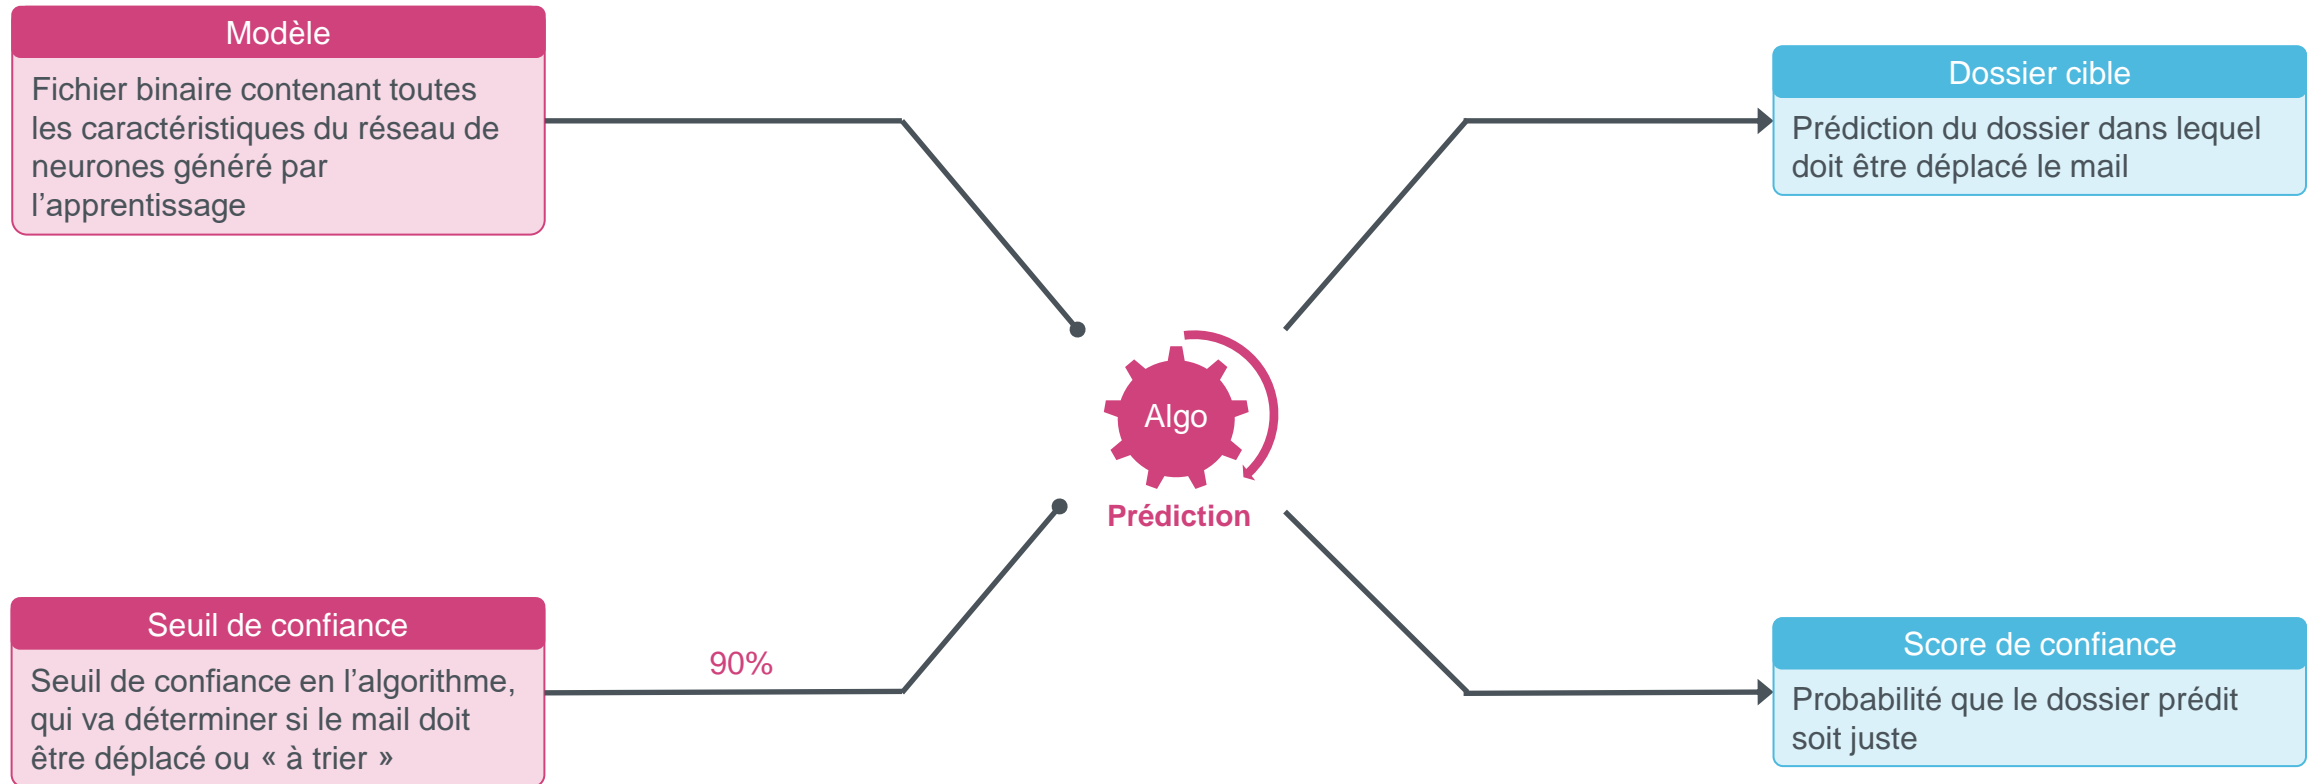 Modèle
Fichier binaire contenant toutes
les caractéristiques du réseau de
neurones généré par
l’apprentissage
Dossier cible
Prédiction du dossier dans lequel
doit être déplacé le mail
Algo
Prédiction
Seuil de confiance
Seuil de confiance en l’algorithme,
qui va déterminer si le mail doit
être déplacé ou « à trier »
90%
Score de confiance
Probabilité que le dossier prédit
soit juste